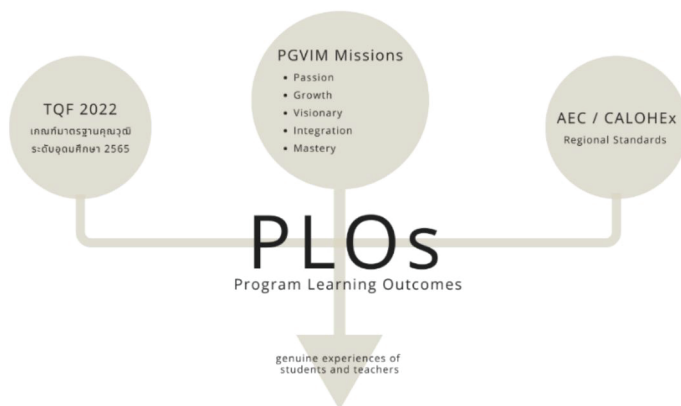 TQF 2022
เกณฑ์มาตรฐานคุณวุฒิ
ระดับอุดมศึกษา 2565
PGVIM Missions
• Passion
• Growth
• Visionary
• Integration
• Mastery
AEC / CALOHEx
Regional Standards
PLOs
Program Learning Outcomes
genuine experiences of
students and teachers